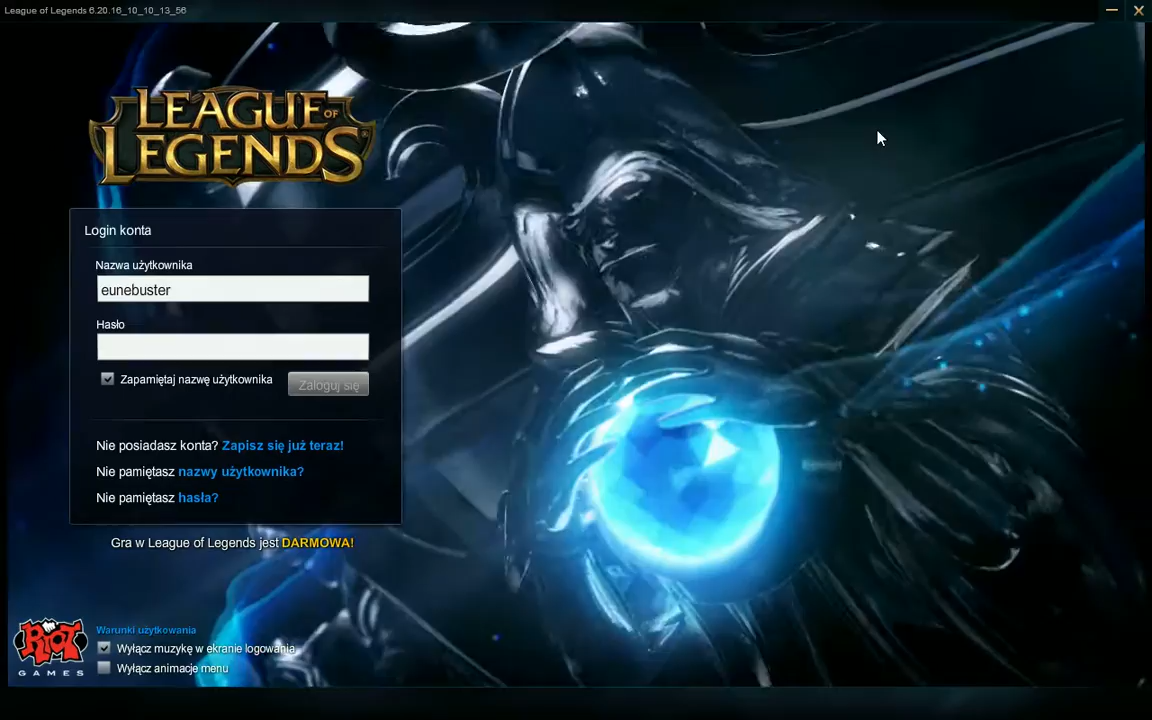 League of Legends 6.20.16_10_10_13_56
LEAGUE OF
LEGENDS
Login konta
Nazwa użytkownika
eunebuster
Hasło
Zapamiętaj nazwę użytkownika
Zaloguj się
Nie posiadasz konta? Zapisz się już teraz!
Nie pamiętasz nazwy użytkownika?
Nie pamiętasz hasła?
Gra w League of Legends jest DARMOWA!
RIOT
GAMES
Warunki użytkowania
Wyłącz muzykę w ekranie logowania
Wyłącz animacje menu